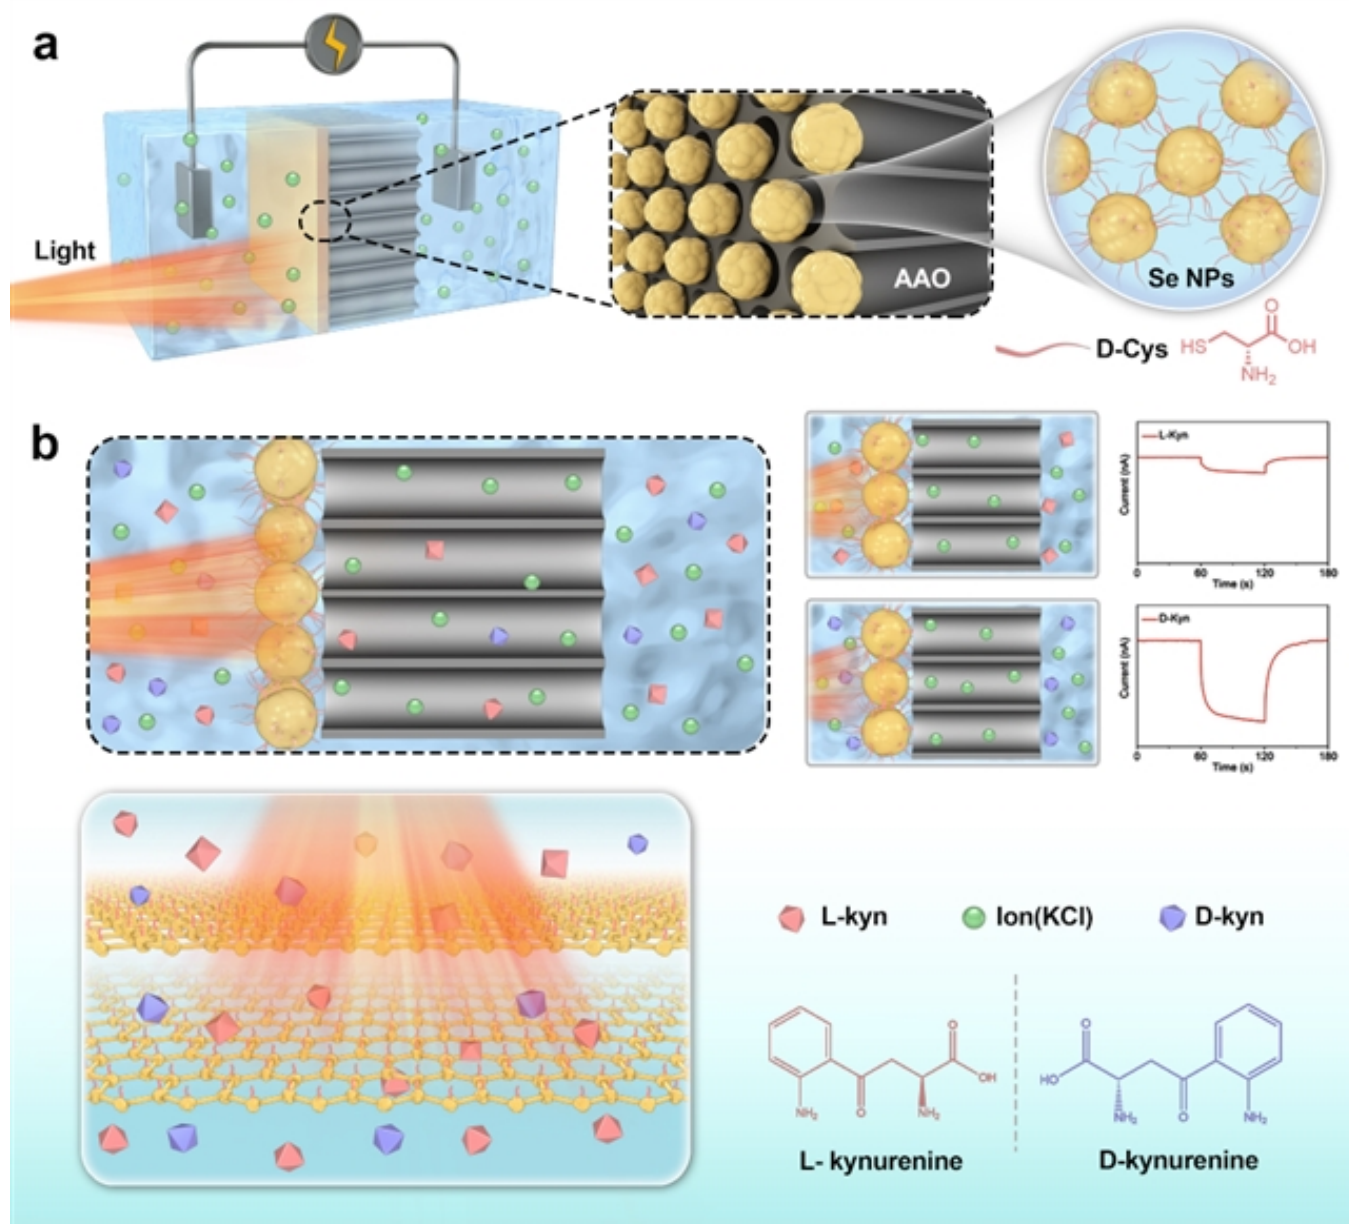 a
Light
AAO
Se NPs
D-Cys
HS
O
OH
NH₂
b
L-Kyn
Current (nA)
0
60
120
180
Time (s)
D-Kyn
Current (nA)
0
60
120
180
Time (s)
L-kyn
Ion(KCl)
D-kyn
O
OH
NH₂
O
NH₂
O
HO
NH₂
O
NH₂
L- kynurenine
D-kynurenine